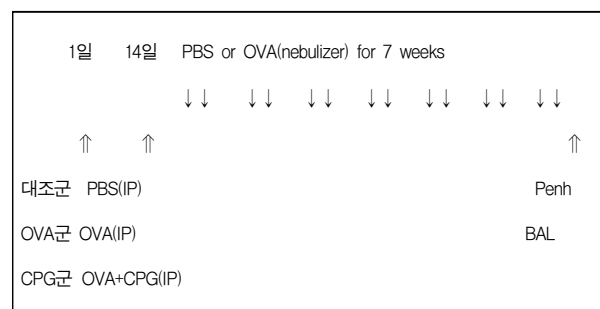 1일 14일 PBS or OVA(nebulizer) for 7 weeks
↓↓ ↓↓ ↓↓ ↓↓ ↓↓ ↓↓ ↓↓
⇑ ⇑ ⇑
대조군 PBS(IP) Penh
OVA군 OVA(IP) BAL
CPG군 OVA+CPG(IP)